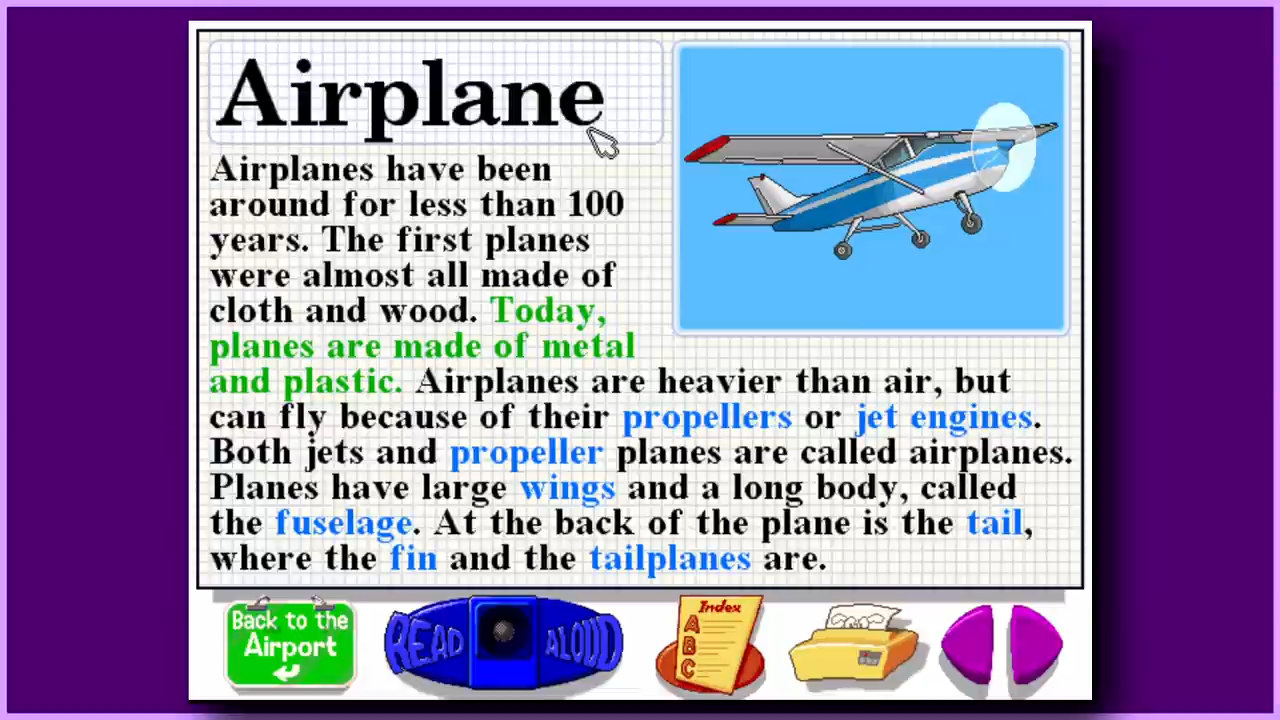 Airplane
Airplanes have been
around for less than 100
years. The first planes
were almost all made of
cloth and wood. Today,
planes are made of metal
and plastic. Airplanes are heavier than air, but
can fly because of their propellers or jet engines.
Both jets and propeller planes are called airplanes.
Planes have large wings and a long body, called
the fuselage. At the back of the plane is the tail,
where the fin and the tailplanes are.
Back to the
Airport
READ ALOUD
Index
A
B
C